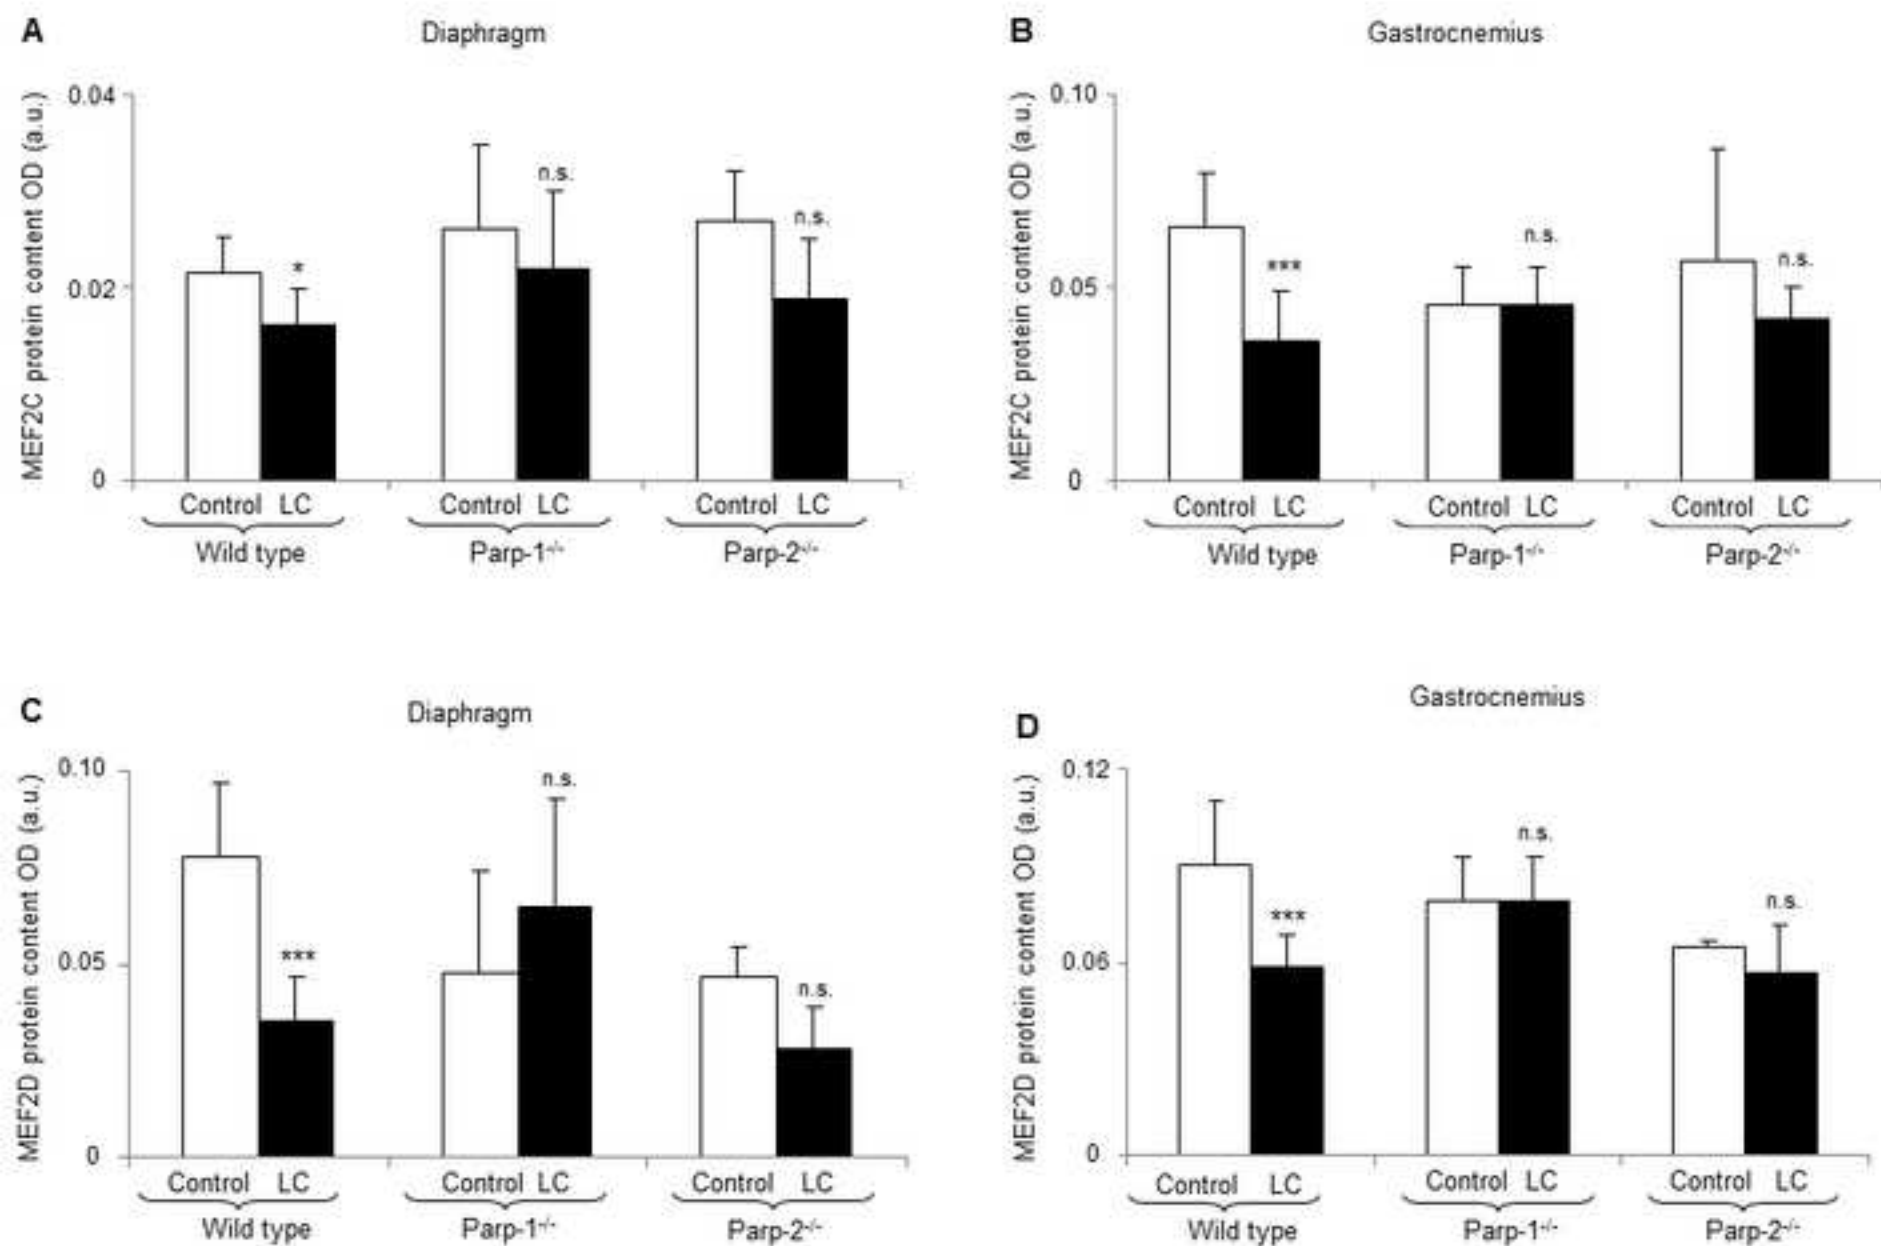 A
Diaphragm
MEF2C protein content OD (a.u.)
0.04
0.02
0
*
n.s.
n.s.
Control LC Control LC Control LC
Wild type Parp-1-/- Parp-2-/-
B
Gastrocnemius
MEF2C protein content OD (a.u.)
0.10
0.05
0
***
n.s.
n.s.
Control LC Control LC Control LC
Wild type Parp-1-/- Parp-2-/-
C
Diaphragm
MEF2D protein content OD (a.u.)
0.10
0.05
0
***
n.s.
n.s.
Control LC Control LC Control LC
Wild type Parp-1-/- Parp-2-/-
D
Gastrocnemius
MEF2D protein content OD (a.u.)
0.12
0.06
0
***
n.s.
n.s.
Control LC Control LC Control LC
Wild type Parp-1-/- Parp-2-/-